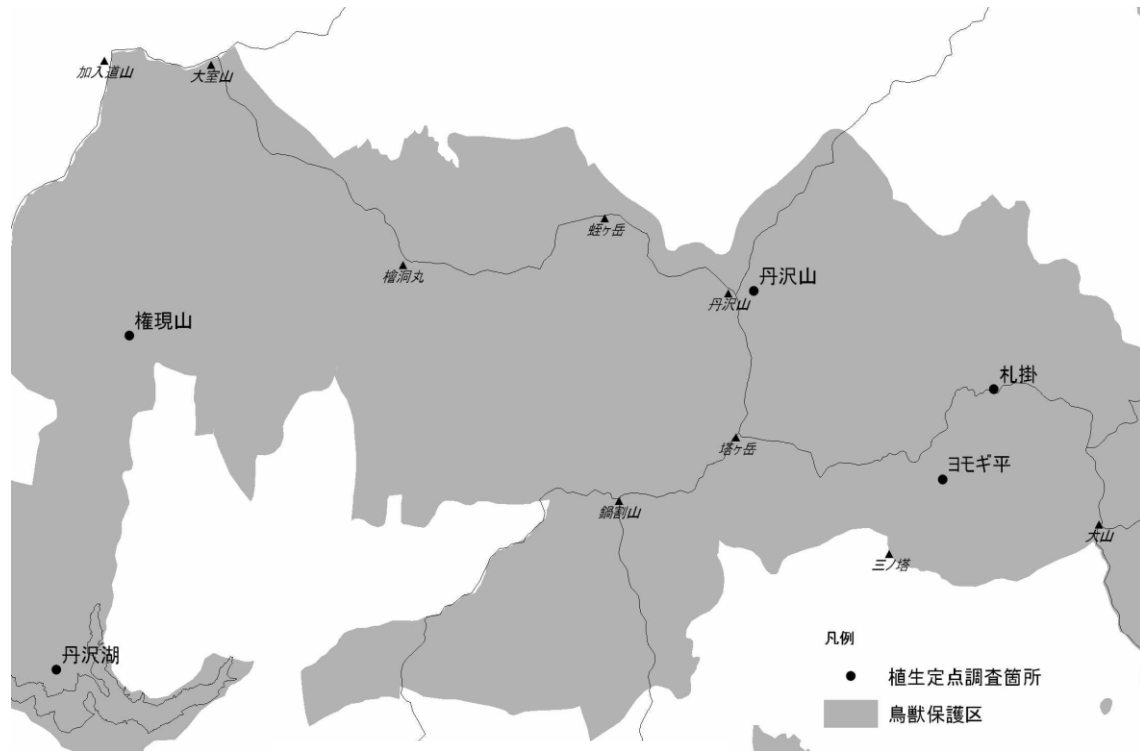 加入道山
大室山
蛭ヶ岳
檜洞丸
丹沢山
丹沢山
権現山
札掛
塔ヶ岳
ヨモギ平
鍋割山
大山
三ノ塔
凡例
丹沢湖
植生定点調査箇所
鳥獣保護区